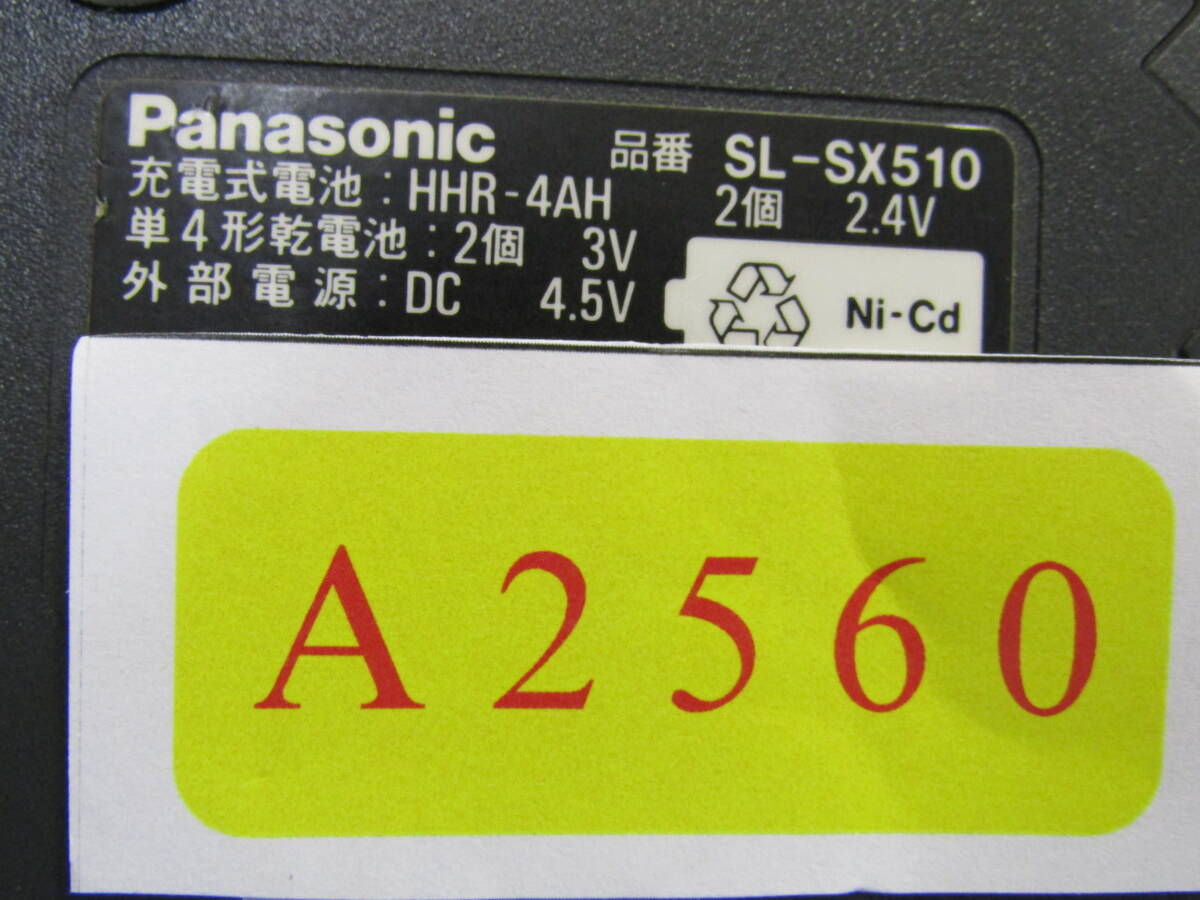 Panasonic 品番 SL-SX510
充電式電池:HHR-4AH 2個 2.4V
単4形乾電池:2個 3V
外部電源:DC 4.5V
Ni-Cd
A2560